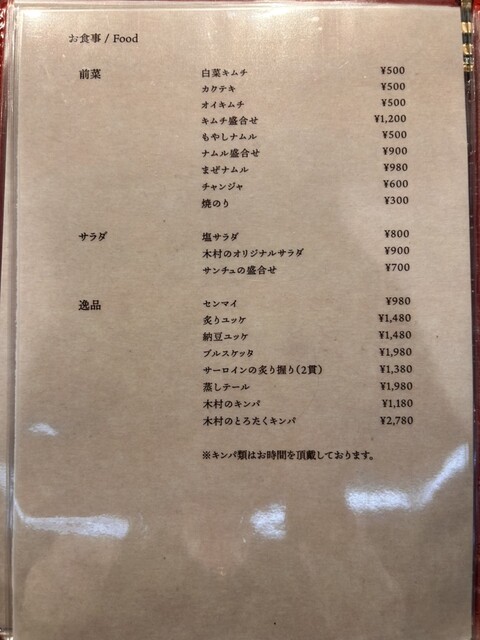 お食事 / Food
前菜 白菜キムチ ¥500
カクテキ ¥500
オイキムチ ¥500
キムチ盛合せ ¥1,200
もやしナムル ¥500
ナムル盛合せ ¥900
まぜナムル ¥980
チャンジャ ¥600
焼のり ¥300
サラダ 塩サラダ ¥800
木村のオリジナルサラダ ¥900
サンチュの盛合せ ¥700
逸品 センマイ ¥980
炙りユッケ ¥1,480
納豆ユッケ ¥1,480
ブルスケッタ ¥1,980
サーロインの炙り握り(2貫) ¥1,380
蒸しテール ¥1,980
木村のキンパ ¥1,180
木村のとろたくキンパ ¥2,780
※キンパ類はお時間を頂戴しております。